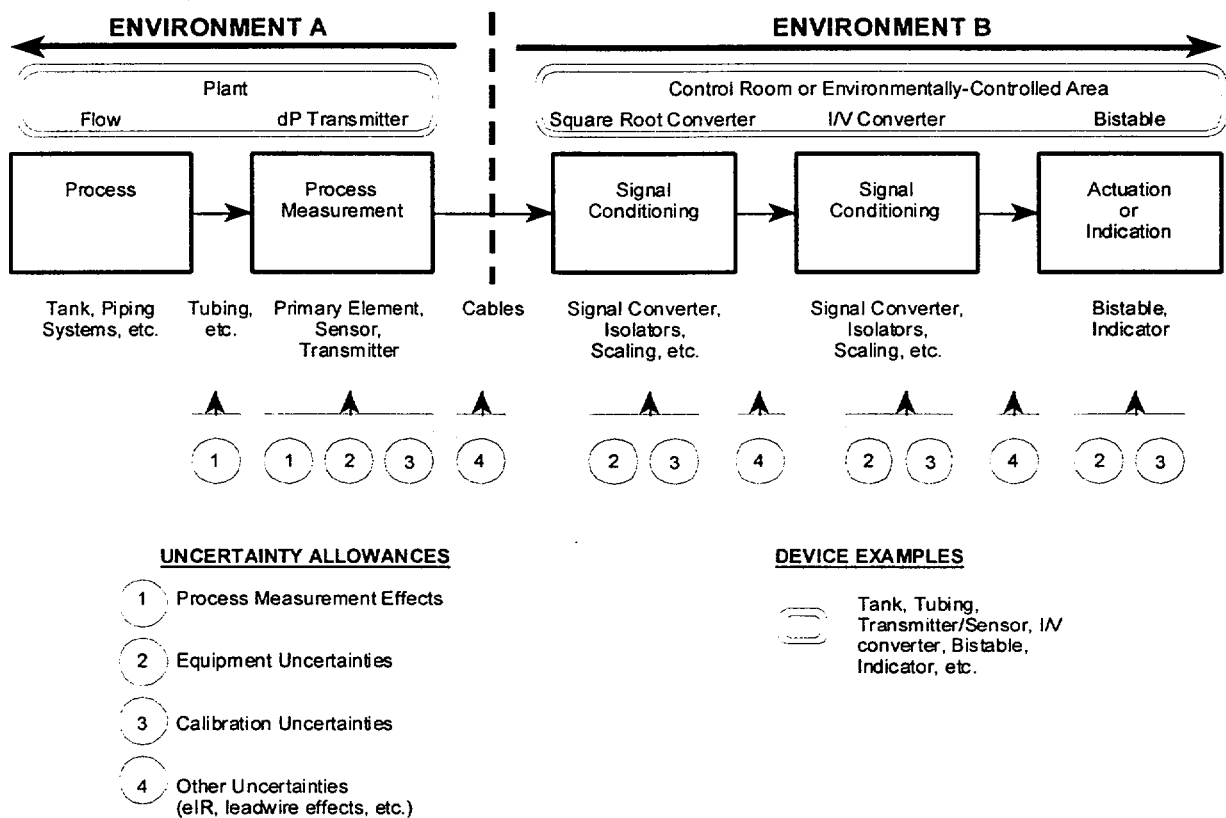 ENVIRONMENT A
ENVIRONMENT B
Plant
Control Room or Environmentally-Controlled Area
Flow
dP Transmitter
Square Root Converter
I/V Converter
Bistable
Process
Process
Measurement
Signal
Conditioning
Signal
Conditioning
Actuation
or
Indication
Tank, Piping
Systems, etc.
Tubing,
etc.
Primary Element,
Sensor,
Transmitter
Cables
Signal Converter,
Isolators,
Scaling, etc.
Signal Converter,
Isolators,
Scaling, etc.
Bistable,
Indicator
1
1
2
3
4
2
3
4
2
3
4
2
3
UNCERTAINTY ALLOWANCES
1 Process Measurement Effects
2 Equipment Uncertainties
3 Calibration Uncertainties
4 Other Uncertainties
(eIR, leadwire effects, etc.)
DEVICE EXAMPLES
Tank, Tubing,
Transmitter/Sensor, I/V
converter, Bistable,
Indicator, etc.